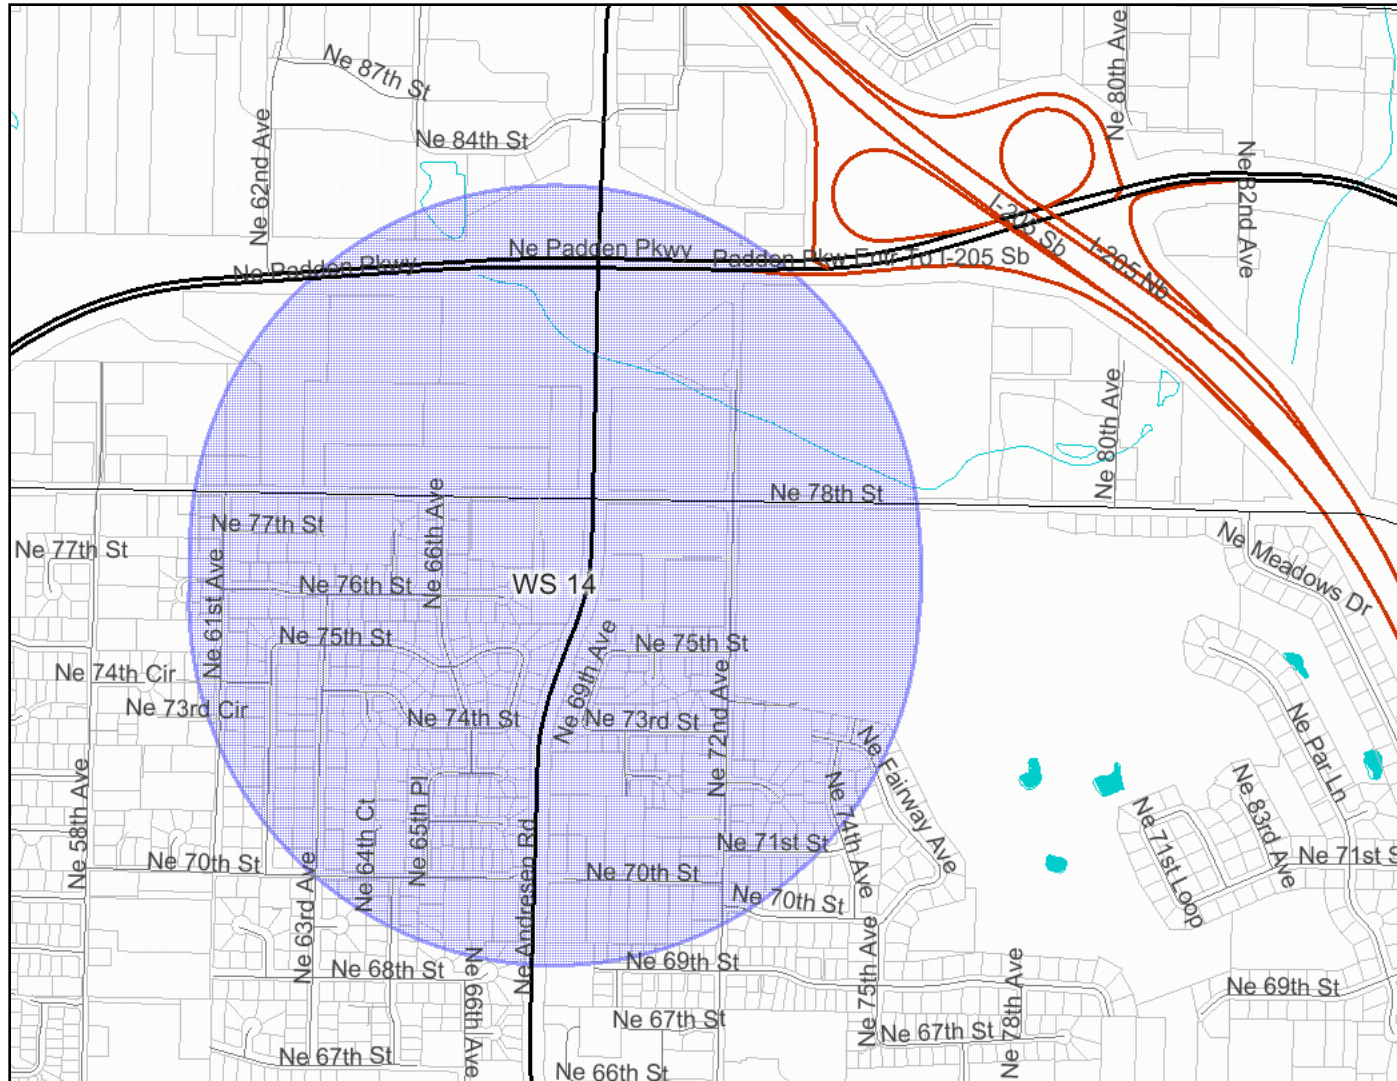 Ne 80th Ave
Ne 87th St
Ne 84th St
Ne 62nd Ave
Ne 82nd Ave
I-205 Sb
I-205 Nb
Ne Padden Pkwy
Ne Padden Pkwy
Padden Pkw Entr To I-205 Sb
Ne 80th Ave
Ne 78th St
Ne 66th Ave
Ne 77th St
Ne 77th St
Ne Meadows Dr
Ne 61st Ave
Ne 76th St
WS 14
Ne 75th St
Ne 69th Ave
Ne 75th St
Ne 74th Cir
Ne 72nd Ave
Ne 73rd Cir
Ne 74th St
Ne 73rd St
Ne Fairway Ave
Ne Par Ln
Ne 58th Ave
Ne 65th Pl
Ne 74th Ave
Ne 83rd Ave
Ne 64th Ct
Ne 71st Loop
Ne Andresen Rd
Ne 71st St
Ne 71st S
Ne 70th St
Ne 63rd Ave
Ne 70th St
Ne 70th St
Ne 75th Ave
Ne 68th St
Ne 66th Ave
Ne 69th St
Ne 78th Ave
Ne 69th St
Ne 67th St
Ne 67th St
Ne 67th St
Ne 66th St